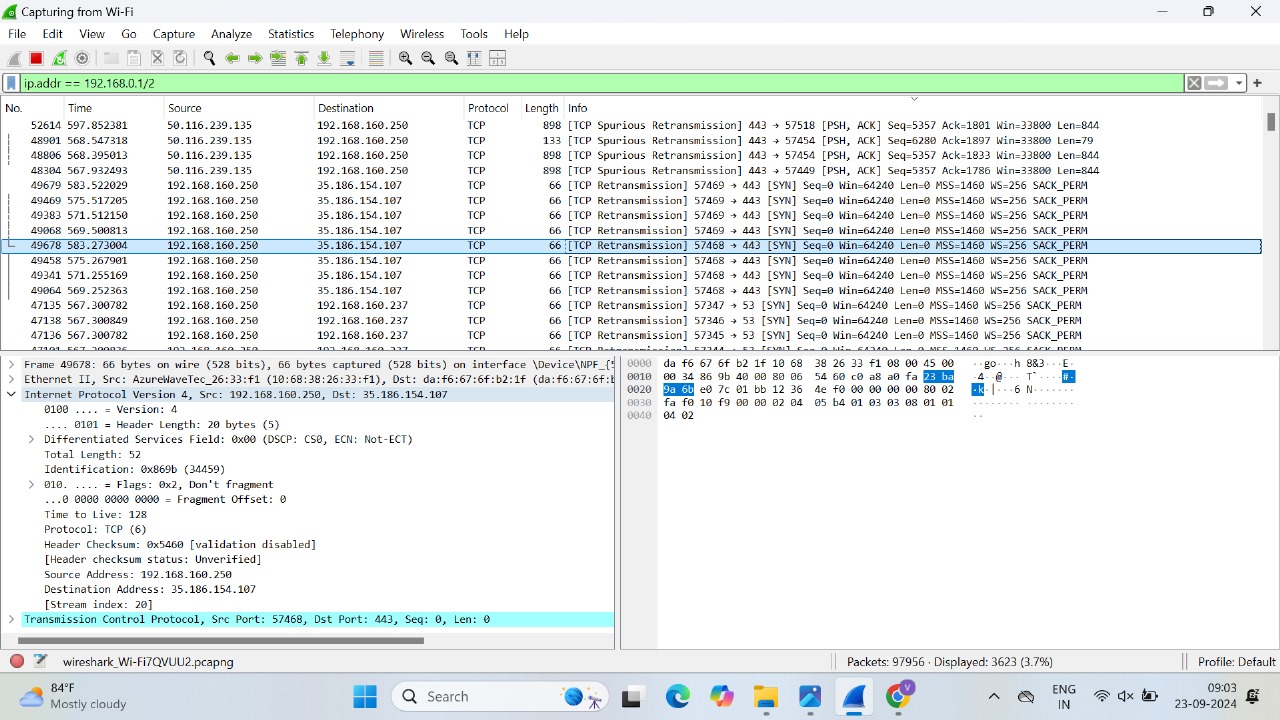 Capturing from Wi-Fi
File Edit View Go Capture Analyze Statistics Telephony Wireless Tools Help
ip.addr == 192.168.0.1/2
No. Time Source Destination Protocol Length Info
52614 597.852381 50.116.239.135 192.168.160.250 TCP 898 [TCP Spurious Retransmission] 443 → 57518 [PSH, ACK] Seq=5357 Ack=1801 Win=33800 Len=844
48901 568.547318 50.116.239.135 192.168.160.250 TCP 133 [TCP Spurious Retransmission] 443 → 57454 [PSH, ACK] Seq=6280 Ack=1897 Win=33800 Len=79
48806 568.395013 50.116.239.135 192.168.160.250 TCP 898 [TCP Spurious Retransmission] 443 → 57454 [PSH, ACK] Seq=5357 Ack=1833 Win=33800 Len=844
48304 567.932493 50.116.239.135 192.168.160.250 TCP 898 [TCP Spurious Retransmission] 443 → 57449 [PSH, ACK] Seq=5357 Ack=1786 Win=33800 Len=844
49679 583.522029 192.168.160.250 35.186.154.107 TCP 66 [TCP Retransmission] 57469 → 443 [SYN] Seq=0 Win=64240 Len=0 MSS=1460 WS=256 SACK_PERM
49469 575.517205 192.168.160.250 35.186.154.107 TCP 66 [TCP Retransmission] 57469 → 443 [SYN] Seq=0 Win=64240 Len=0 MSS=1460 WS=256 SACK_PERM
49383 571.512150 192.168.160.250 35.186.154.107 TCP 66 [TCP Retransmission] 57469 → 443 [SYN] Seq=0 Win=64240 Len=0 MSS=1460 WS=256 SACK_PERM
49068 569.500813 192.168.160.250 35.186.154.107 TCP 66 [TCP Retransmission] 57469 → 443 [SYN] Seq=0 Win=64240 Len=0 MSS=1460 WS=256 SACK_PERM
49678 583.273004 192.168.160.250 35.186.154.107 TCP 66 [TCP Retransmission] 57468 → 443 [SYN] Seq=0 Win=64240 Len=0 MSS=1460 WS=256 SACK_PERM
49458 575.267901 192.168.160.250 35.186.154.107 TCP 66 [TCP Retransmission] 57468 → 443 [SYN] Seq=0 Win=64240 Len=0 MSS=1460 WS=256 SACK_PERM
49341 571.255169 192.168.160.250 35.186.154.107 TCP 66 [TCP Retransmission] 57468 → 443 [SYN] Seq=0 Win=64240 Len=0 MSS=1460 WS=256 SACK_PERM
49064 569.252363 192.168.160.250 35.186.154.107 TCP 66 [TCP Retransmission] 57468 → 443 [SYN] Seq=0 Win=64240 Len=0 MSS=1460 WS=256 SACK_PERM
47135 567.300782 192.168.160.250 192.168.160.237 TCP 66 [TCP Retransmission] 57347 → 53 [SYN] Seq=0 Win=64240 Len=0 MSS=1460 WS=256 SACK_PERM
47138 567.300849 192.168.160.250 192.168.160.237 TCP 66 [TCP Retransmission] 57346 → 53 [SYN] Seq=0 Win=64240 Len=0 MSS=1460 WS=256 SACK_PERM
47136 567.300782 192.168.160.250 192.168.160.237 TCP 66 [TCP Retransmission] 57345 → 53 [SYN] Seq=0 Win=64240 Len=0 MSS=1460 WS=256 SACK_PERM
Frame 49678: 66 bytes on wire (528 bits), 66 bytes captured (528 bits) on interface \Device\NPF_{5
Ethernet II, Src: AzureWaveTec_26:33:f1 (10:68:38:26:33:f1), Dst: da:f6:67:6f:b2:1f (da:f6:67:6f:b
Internet Protocol Version 4, Src: 192.168.160.250, Dst: 35.186.154.107
0100 .... = Version: 4
.... 0101 = Header Length: 20 bytes (5)
Differentiated Services Field: 0x00 (DSCP: CS0, ECN: Not-ECT)
Total Length: 52
Identification: 0x869b (34459)
010. .... = Flags: 0x2, Don't fragment
...0 0000 0000 0000 = Fragment Offset: 0
Time to Live: 128
Protocol: TCP (6)
Header Checksum: 0x5460 [validation disabled]
[Header checksum status: Unverified]
Source Address: 192.168.160.250
Destination Address: 35.186.154.107
[Stream index: 20]
Transmission Control Protocol, Src Port: 57468, Dst Port: 443, Seq: 0, Len: 0
0000 da f6 67 6f b2 1f 10 68 38 26 33 f1 08 00 45 00 ··go···h 8&3···E·
0010 00 34 86 9b 40 00 80 06 54 60 c0 a8 a0 fa 23 ba ·4··@··· T`····#·
0020 9a 6b e0 7c 01 bb 12 36 4e f0 00 00 00 00 80 02 ·k·|···6 N·······
0030 fa f0 10 f9 00 00 02 04 05 b4 01 03 03 08 01 01 ········ ········
0040 04 02 ··
wireshark_Wi-Fi7QVUU2.pcapng
Packets: 97956 · Displayed: 3623 (3.7%)
Profile: Default
84°F
Mostly cloudy
Search
V
ENG
IN
09:03
23-09-2024